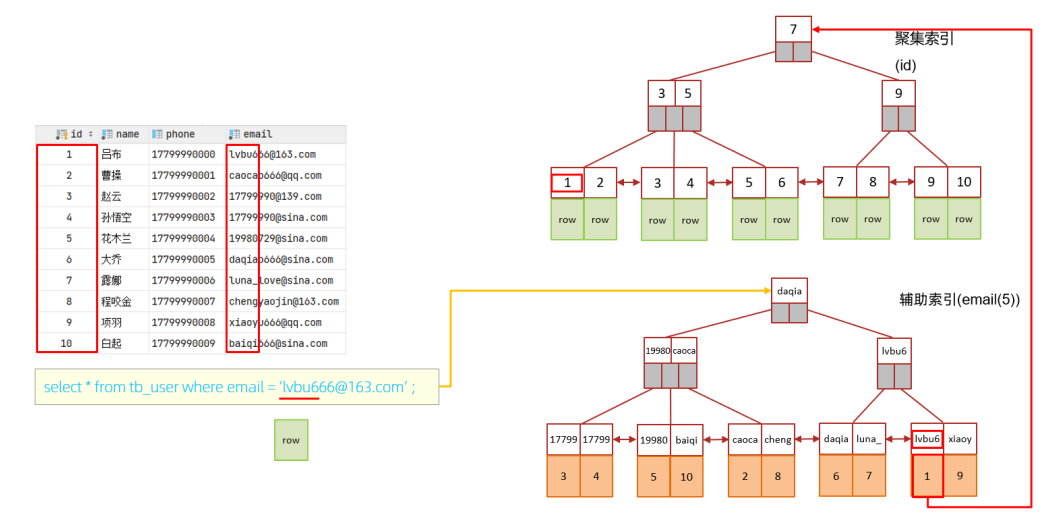 id name phone email
1 吕布 17799990000 lvbu666@163.com
2 曹操 17799990001 caocao666@qq.com
3 赵云 17799990002 17799990@139.com
4 孙悟空 17799990003 17799990@sina.com
5 花木兰 17799990004 19980729@sina.com
6 大乔 17799990005 daqiao666@sina.com
7 露娜 17799990006 luna_love@sina.com
8 程咬金 17799990007 chengyaojin@163.com
9 项羽 17799990008 xiaoyu666@qq.com
10 白起 17799990009 baiqi666@sina.com
select * from tb_user where email = 'lvbu666@163.com' ;
row
7
聚集索引
(id)
3 5 9
1 2 3 4 5 6 7 8 9 10
row row row row row row row row row row
daqia
辅助索引(email(5))
19980 caoca lvbu6
17799 17799 19980 baiqi caoca cheng daqia luna_ lvbu6 xiaoy
3 4 5 10 2 8 6 7 1 9